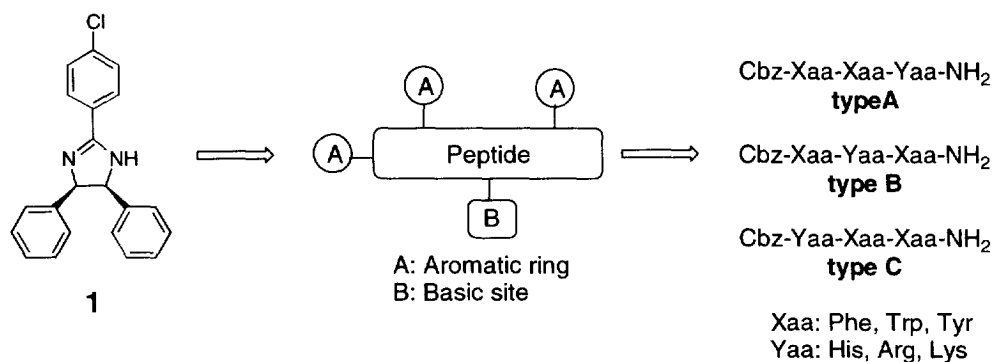 Cl
N
NH
1
A
A
A
Peptide
B
A: Aromatic ring
B: Basic site
Cbz-Xaa-Xaa-Yaa-NH₂
typeA
Cbz-Xaa-Yaa-Xaa-NH₂
type B
Cbz-Yaa-Xaa-Xaa-NH₂
type C
Xaa: Phe, Trp, Tyr
Yaa: His, Arg, Lys